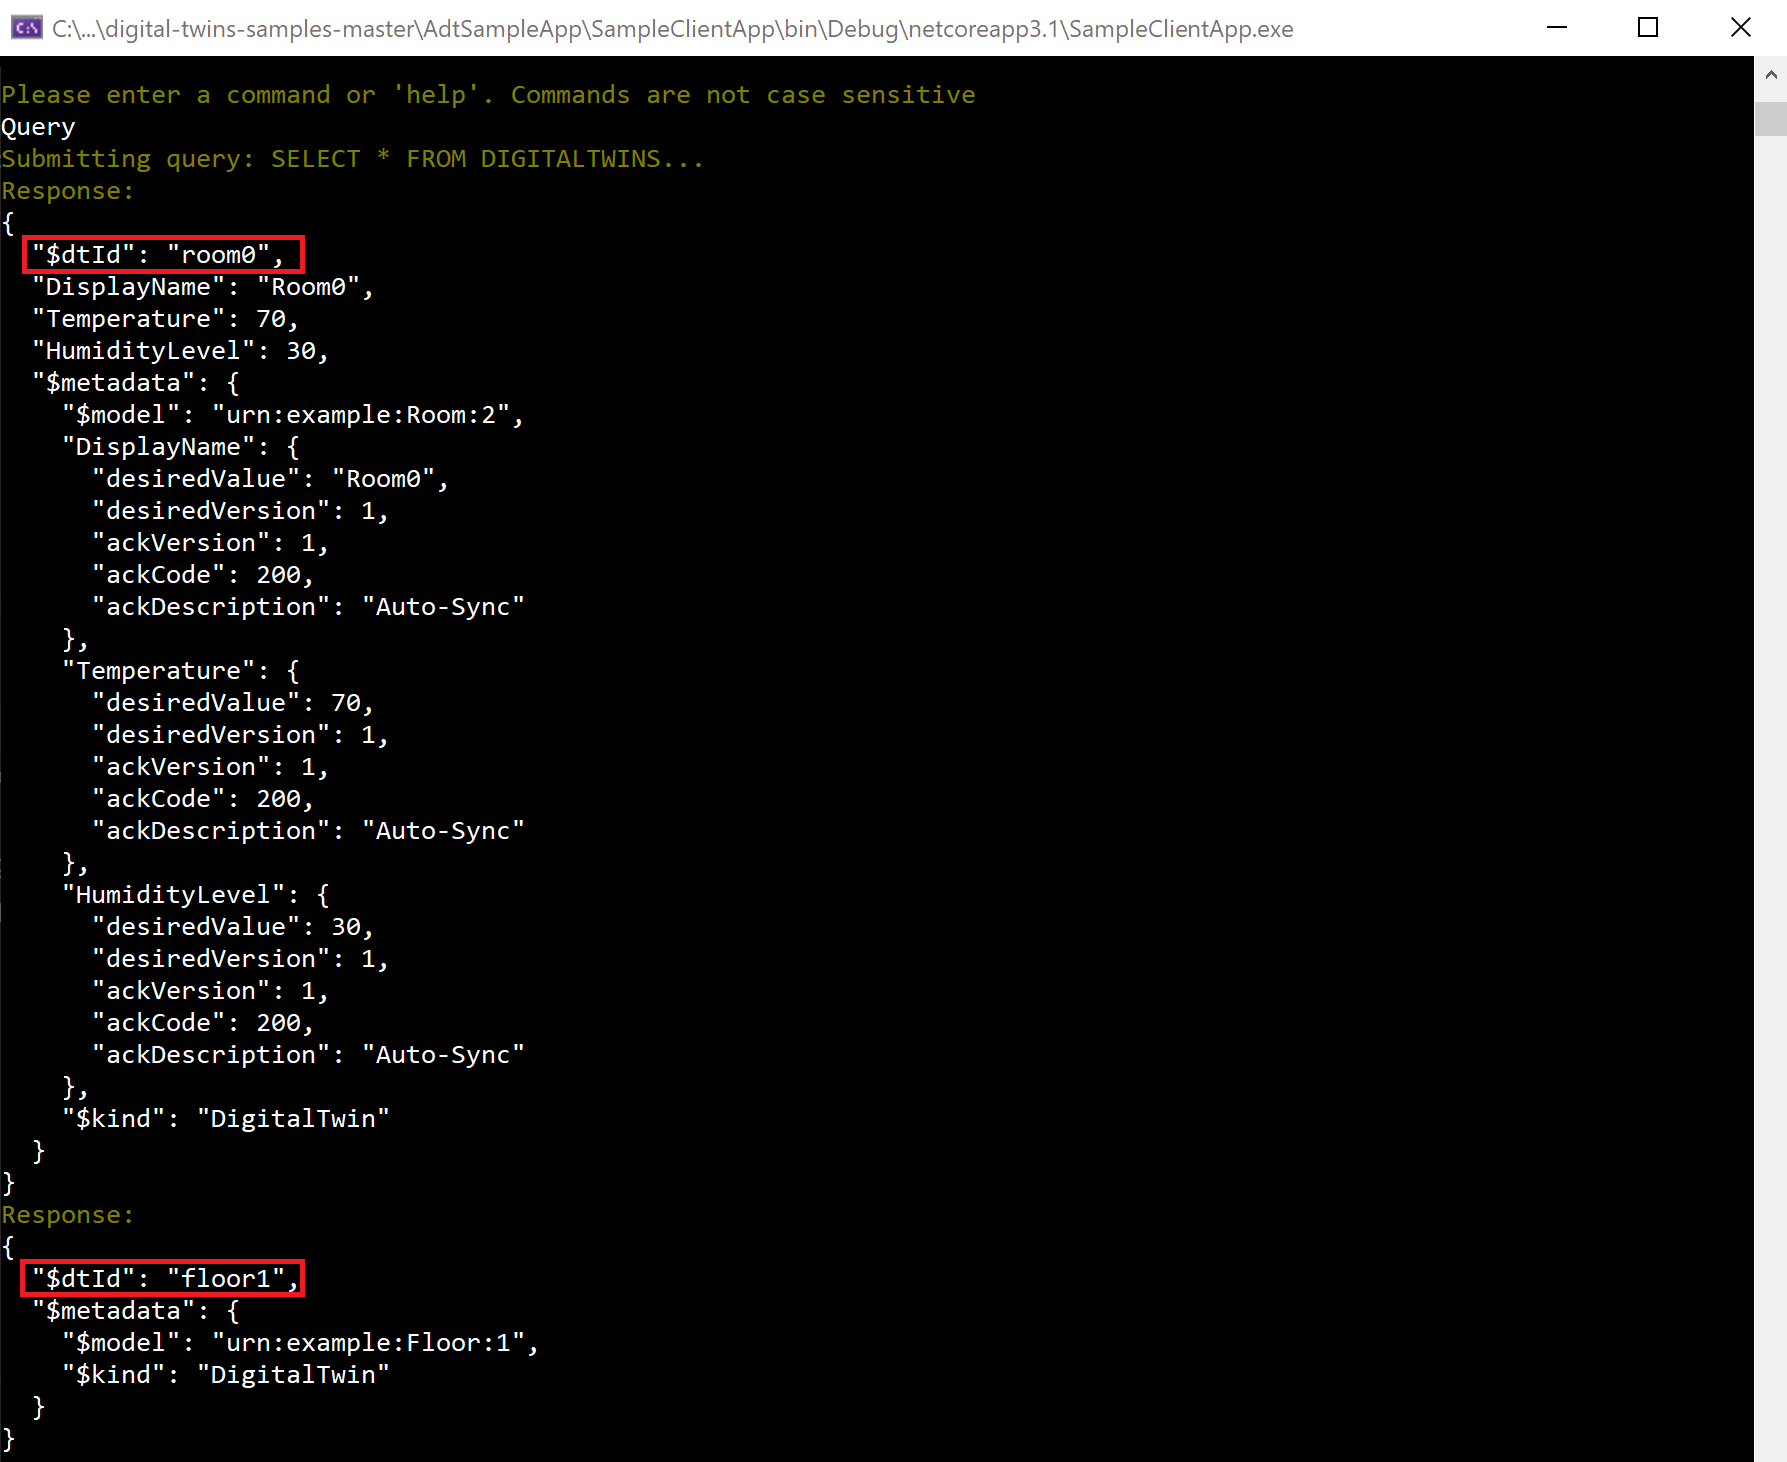 C:\...\digital-twins-samples-master\AdtSampleApp\SampleClientApp\bin\Debug\netcoreapp3.1\SampleClientApp.exe
Please enter a command or 'help'. Commands are not case sensitive
Query
Submitting query: SELECT * FROM DIGITALTWINS...
Response:
{
  "$dtId": "room0",
  "DisplayName": "Room0",
  "Temperature": 70,
  "HumidityLevel": 30,
  "$metadata": {
    "$model": "urn:example:Room:2",
    "DisplayName": {
      "desiredValue": "Room0",
      "desiredVersion": 1,
      "ackVersion": 1,
      "ackCode": 200,
      "ackDescription": "Auto-Sync"
    },
    "Temperature": {
      "desiredValue": 70,
      "desiredVersion": 1,
      "ackVersion": 1,
      "ackCode": 200,
      "ackDescription": "Auto-Sync"
    },
    "HumidityLevel": {
      "desiredValue": 30,
      "desiredVersion": 1,
      "ackVersion": 1,
      "ackCode": 200,
      "ackDescription": "Auto-Sync"
    },
    "$kind": "DigitalTwin"
  }
}
Response:
{
  "$dtId": "floor1",
  "$metadata": {
    "$model": "urn:example:Floor:1",
    "$kind": "DigitalTwin"
  }
}